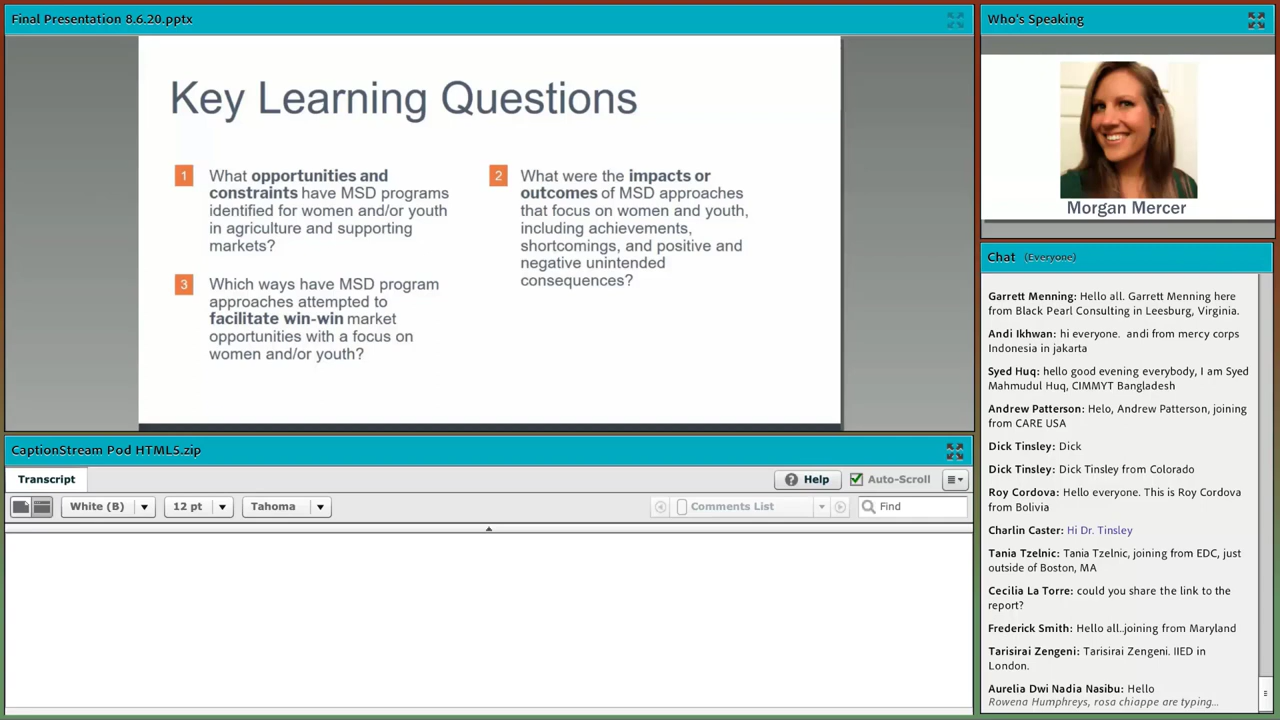 Final Presentation 8.6.20.pptx
Key Learning Questions
1
What opportunities and
constraints have MSD programs
identified for women and/or youth
in agriculture and supporting
markets?
2
What were the impacts or
outcomes of MSD approaches
that focus on women and youth,
including achievements,
shortcomings, and positive and
negative unintended
consequences?
3
Which ways have MSD program
approaches attempted to
facilitate win-win market
opportunities with a focus on
women and/or youth?
CaptionStream Pod HTML5.zip
Transcript
? Help
Auto-Scroll
White (B)
12 pt
Tahoma
Comments List
Find
Who's Speaking
Morgan Mercer
Chat (Everyone)
Garrett Menning: Hello all. Garrett Menning here
from Black Pearl Consulting in Leesburg, Virginia.
Andi Ikhwan: hi everyone. andi from mercy corps
Indonesia in jakarta
Syed Huq: hello good evening everybody, I am Syed
Mahmudul Huq, CIMMYT Bangladesh
Andrew Patterson: Helo, Andrew Patterson, joining
from CARE USA
Dick Tinsley: Dick
Dick Tinsley: Dick Tinsley from Colorado
Roy Cordova: Hello everyone. This is Roy Cordova
from Bolivia
Charlin Caster: Hi Dr. Tinsley
Tania Tzelnic: Tania Tzelnic, joining from EDC, just
outside of Boston, MA
Cecilia La Torre: could you share the link to the
report?
Frederick Smith: Hello all..joining from Maryland
Tarisirai Zengeni: Tarisirai Zengeni. IIED in
London.
Aurelia Dwi Nadia Nasibu: Hello
Rowena Humphreys, rosa chiappe are typing...